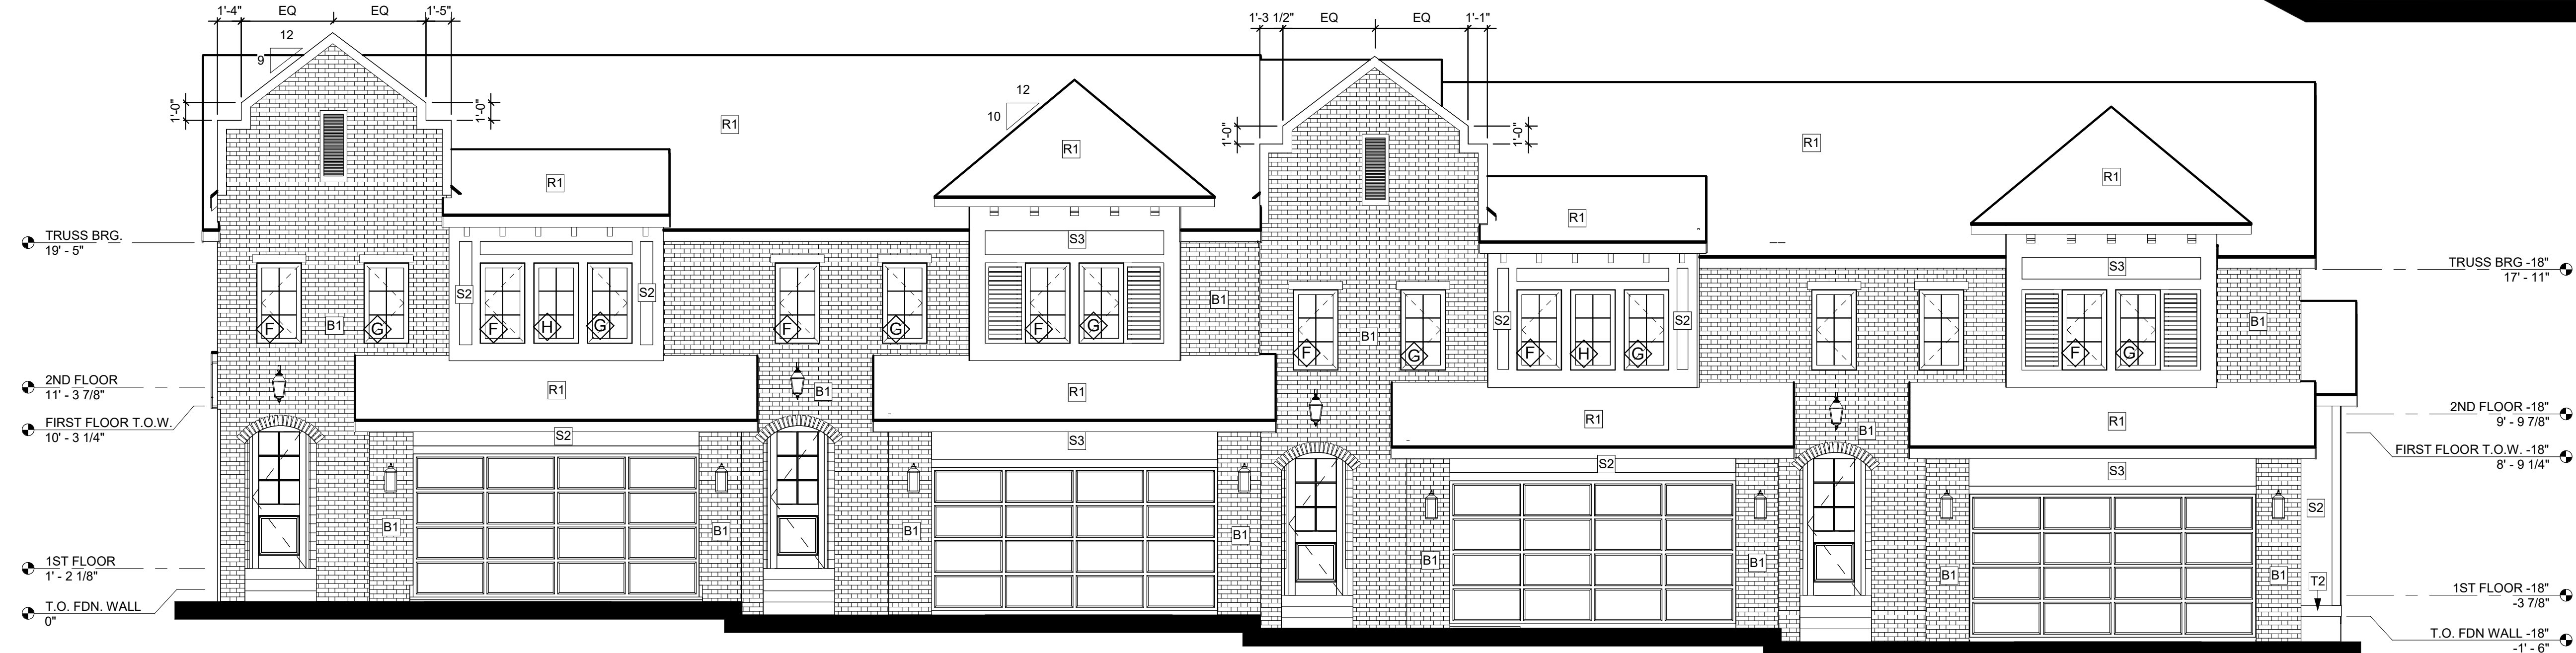 1'-4" EQ EQ 1'-5"
1'-3 1/2" EQ EQ 1'-1"
12
9
12
10
1'-0"
1'-0"
1'-0"
1'-0"
R1
R1
R1
R1
R1
R1
TRUSS BRG.
19' - 5"
TRUSS BRG -18"
17' - 11"
S3
S3
S2
S2
S2
S2
B1
B1
F
G
F
H
G
F
G
F
G
B1
F
G
F
H
G
F
G
B1
2ND FLOOR
11' - 3 7/8"
FIRST FLOOR T.O.W.
10' - 3 1/4"
2ND FLOOR -18"
9' - 9 7/8"
FIRST FLOOR T.O.W. -18"
8' - 9 1/4"
R1
B1
R1
R1
B1
R1
S2
S3
S2
S3
B1
B1
B1
B1
B1
B1
B1
B1
S2
T2
1ST FLOOR
1' - 2 1/8"
T.O. FDN. WALL
0"
1ST FLOOR -18"
-3 7/8"
T.O. FDN WALL -18"
-1' - 6"